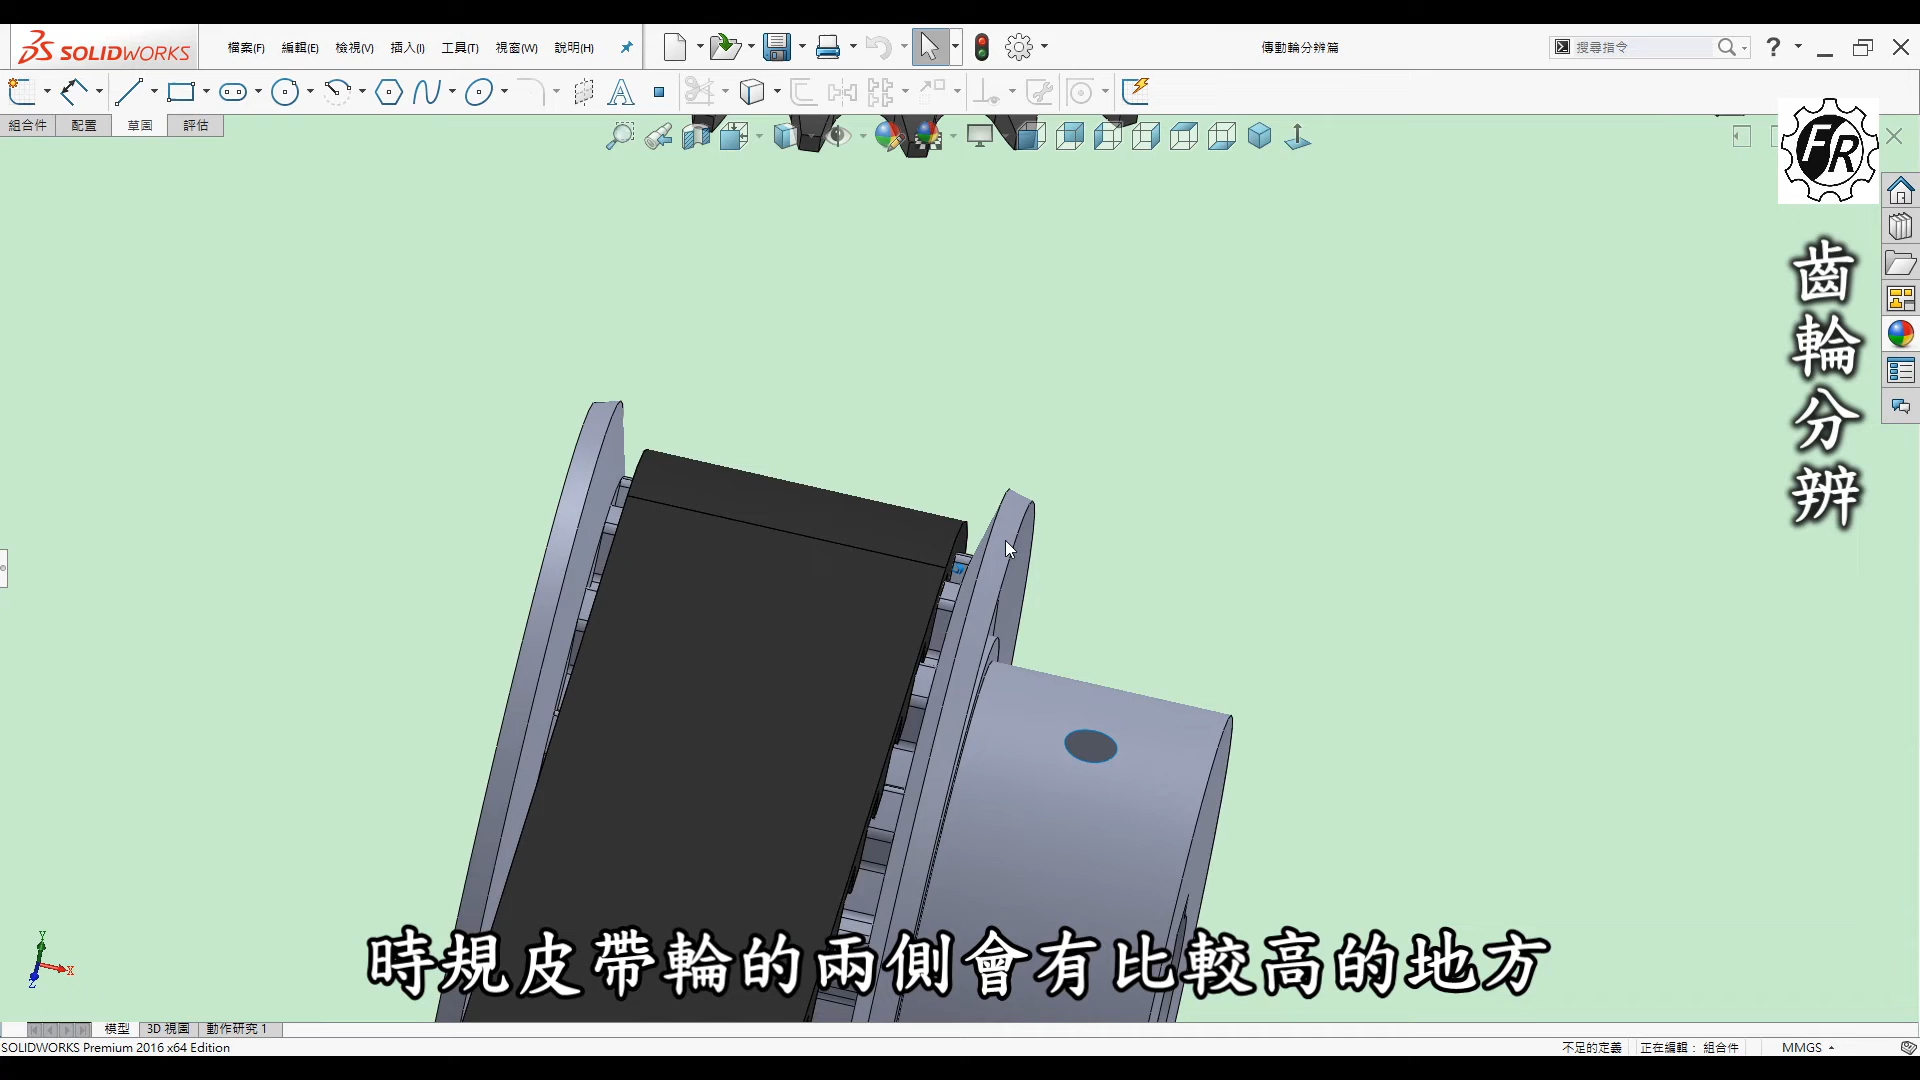 SOLIDWORKS
檔案(F) 編輯(E) 檢視(V) 插入(I) 工具(T) 視窗(W) 說明(H)
傳動輪分辨篇
搜尋指令
組合件 配置 草圖 評估
FR
齒輪分辨
時規皮帶輪的兩側會有比較高的地方
模型 3D 視圖 動作研究 1
SOLIDWORKS Premium 2016 x64 Edition
不足的定義 正在編輯： 組合件 MMGS